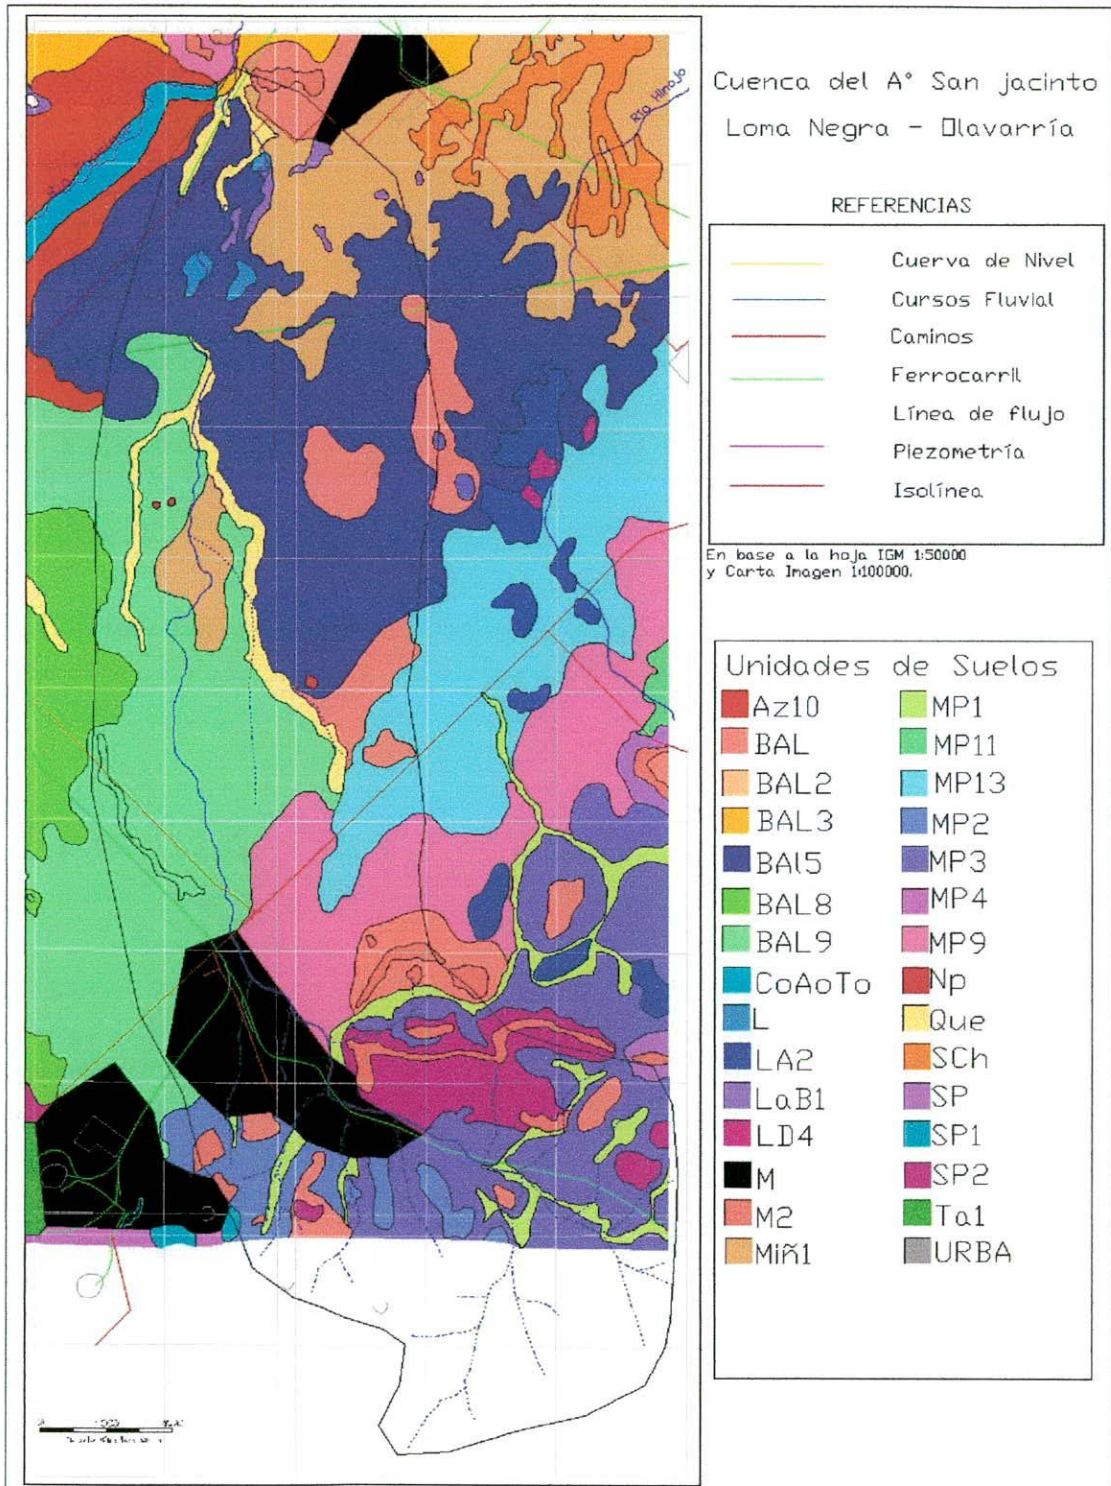 Cuenca del A° San jacinto
Loma Negra - Olavarría
REFERENCIAS
Cuerva de Nivel
Cursos Fluvial
Caminos
Ferrocarril
Línea de flujo
Piezometría
Isolínea
En base a la hoja IGM 1:50000
y Carta Imagen 1:100000.
Río Hinojo
Unidades de Suelos
Az10
BAL
BAL2
BAL3
BAl5
BAL8
BAL9
CoAoTo
L
LA2
LaB1
LD4
M
M2
Miñ1
MP1
MP11
MP13
MP2
MP3
MP4
MP9
Np
Que
SCh
SP
SP1
SP2
Ta1
URBA